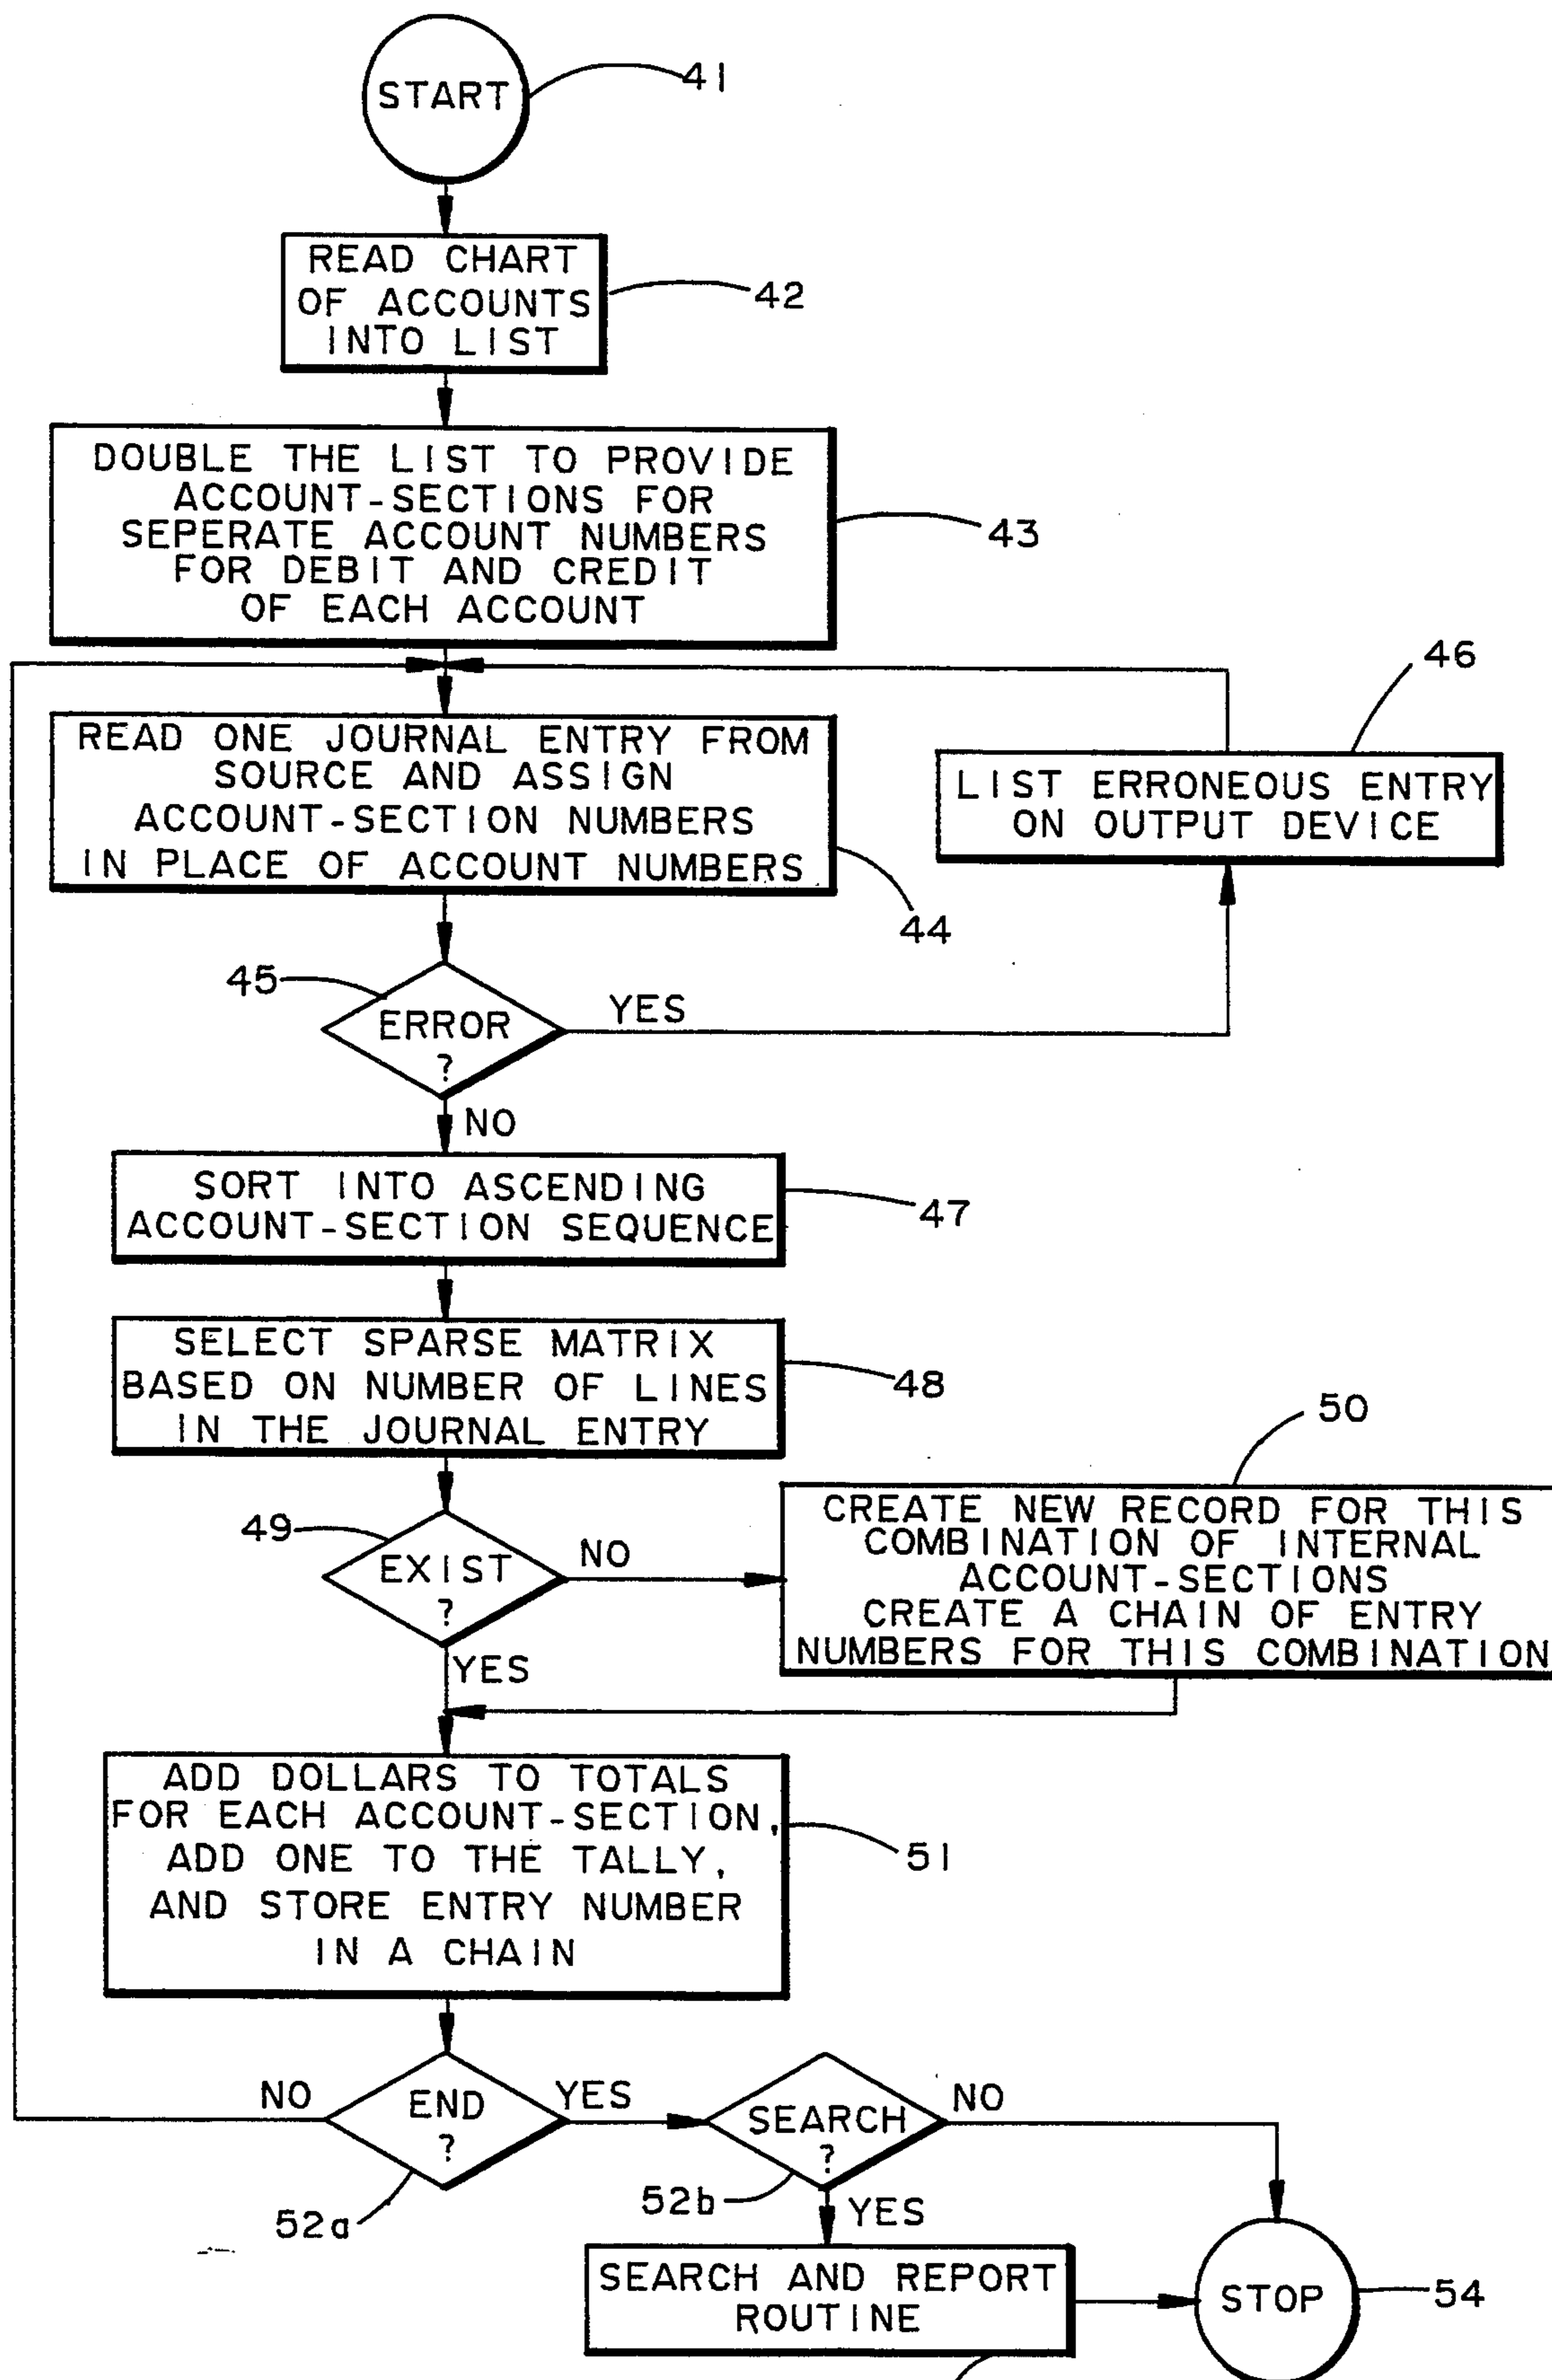 START
41
READ CHART
OF ACCOUNTS
INTO LIST
42
DOUBLE THE LIST TO PROVIDE
ACCOUNT-SECTIONS FOR
SEPERATE ACCOUNT NUMBERS
FOR DEBIT AND CREDIT
OF EACH ACCOUNT
43
READ ONE JOURNAL ENTRY FROM
SOURCE AND ASSIGN
ACCOUNT-SECTION NUMBERS
IN PLACE OF ACCOUNT NUMBERS
44
46
LIST ERRONEOUS ENTRY
ON OUTPUT DEVICE
45
ERROR
?
YES
NO
SORT INTO ASCENDING
ACCOUNT-SECTION SEQUENCE
47
SELECT SPARSE MATRIX
BASED ON NUMBER OF LINES
IN THE JOURNAL ENTRY
48
49
EXIST
?
NO
YES
50
CREATE NEW RECORD FOR THIS
COMBINATION OF INTERNAL
ACCOUNT-SECTIONS
CREATE A CHAIN OF ENTRY
NUMBERS FOR THIS COMBINATION
ADD DOLLARS TO TOTALS
FOR EACH ACCOUNT-SECTION,
ADD ONE TO THE TALLY,
AND STORE ENTRY NUMBER
IN A CHAIN
51
NO
END
?
YES
52a
SEARCH
?
NO
52b
YES
SEARCH AND REPORT
ROUTINE
STOP
54